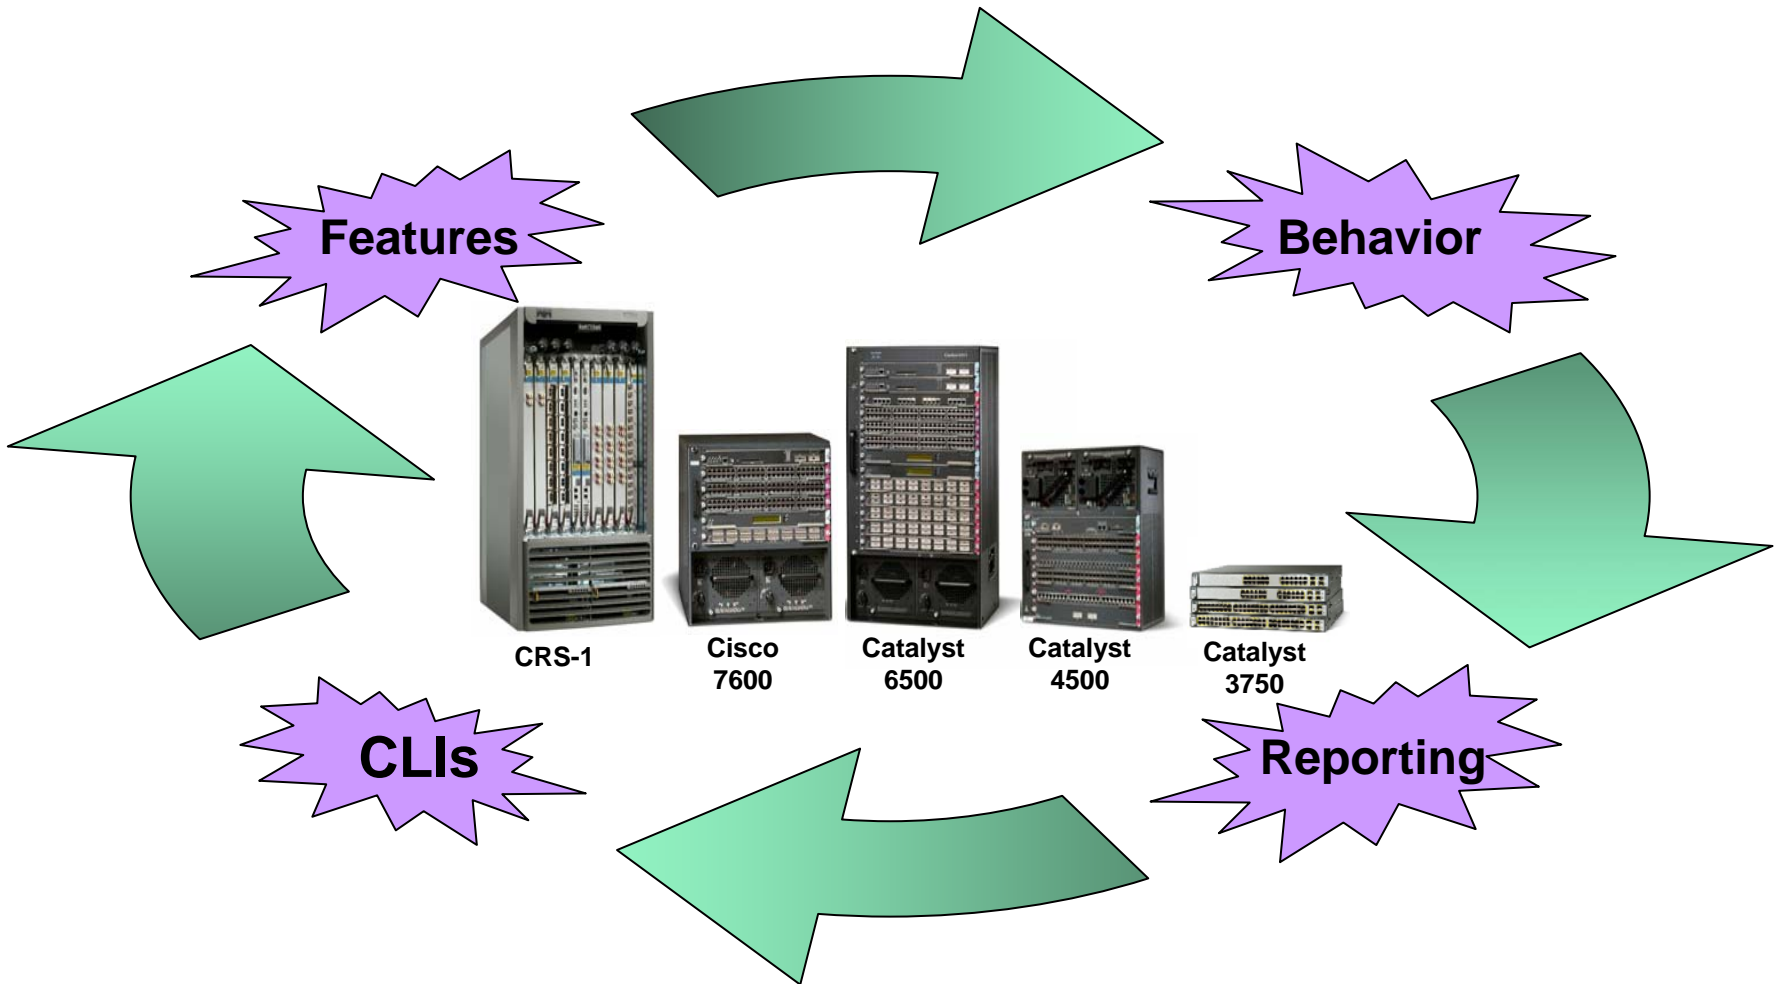 Features
Behavior
CRS-1
Cisco
7600
Catalyst
6500
Catalyst
4500
Catalyst
3750
CLIs
Reporting